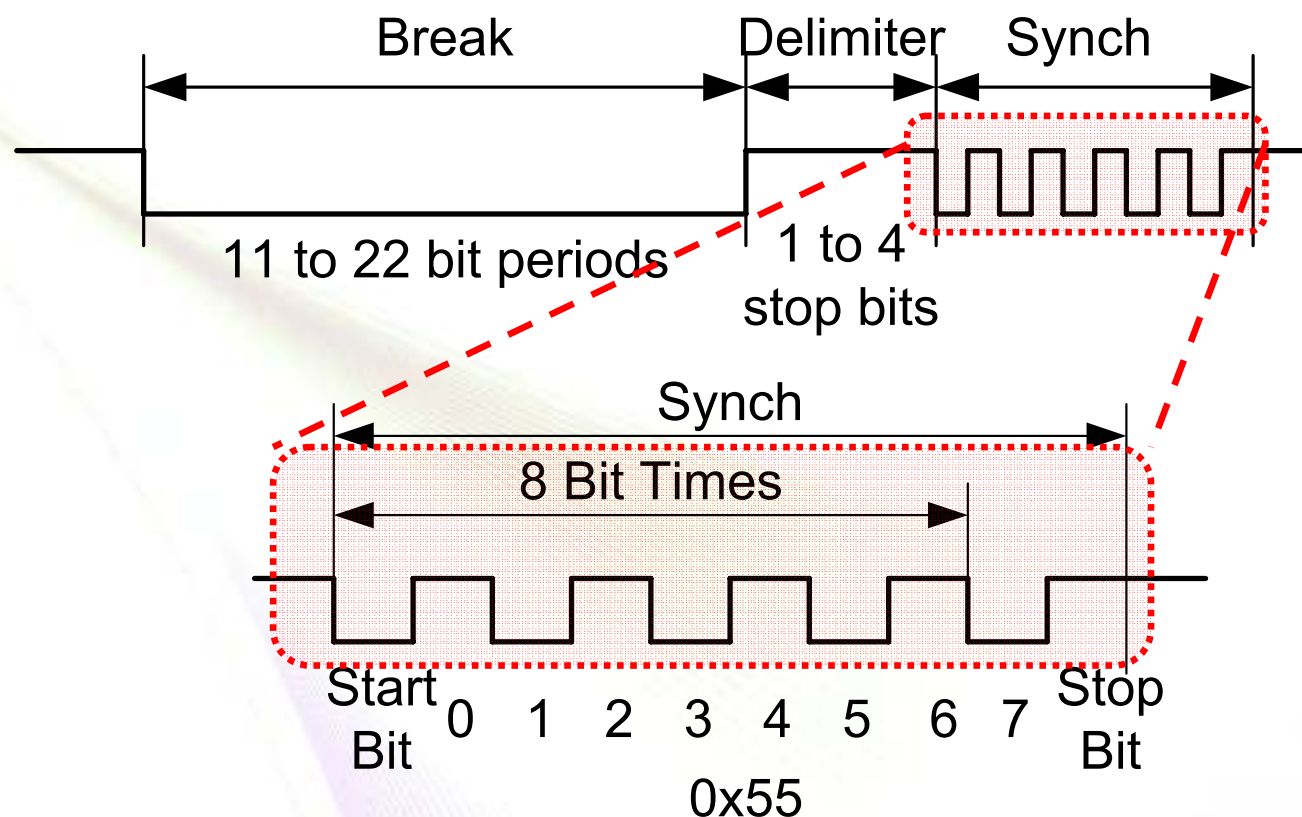 Break
Delimiter
Synch
11 to 22 bit periods
1 to 4
stop bits
Synch
8 Bit Times
Start
Bit
0 1 2 3 4 5 6 7
Stop
Bit
0x55